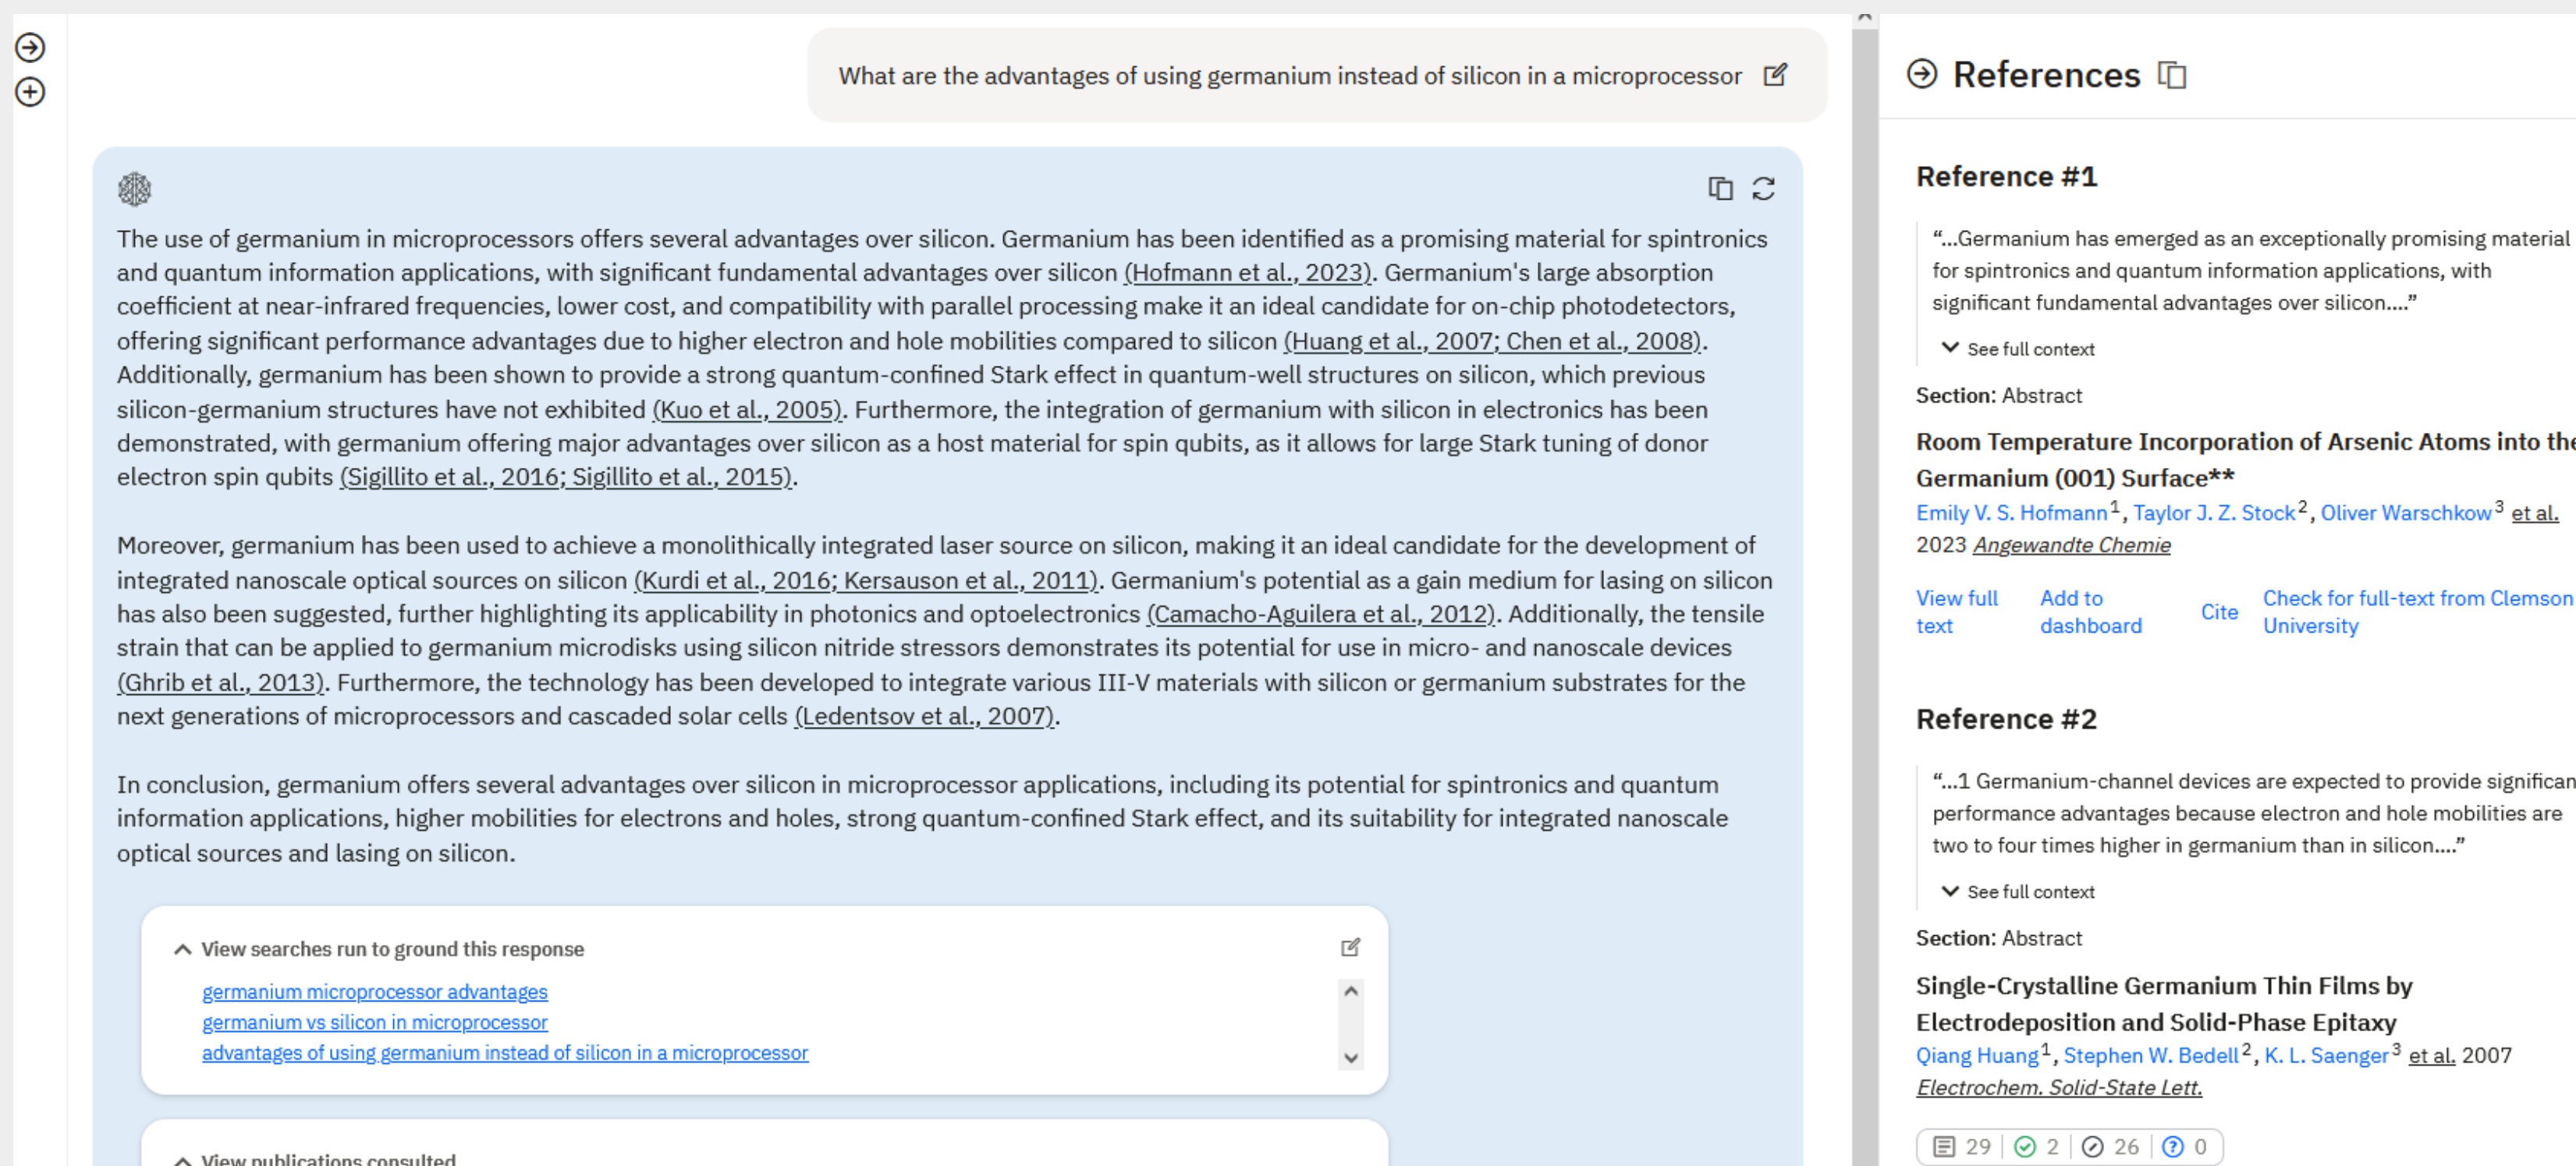 What are the advantages of using germanium instead of silicon in a microprocessor
The use of germanium in microprocessors offers several advantages over silicon. Germanium has been identified as a promising material for spintronics
and quantum information applications, with significant fundamental advantages over silicon (Hofmann et al., 2023). Germanium's large absorption
coefficient at near-infrared frequencies, lower cost, and compatibility with parallel processing make it an ideal candidate for on-chip photodetectors,
offering significant performance advantages due to higher electron and hole mobilities compared to silicon (Huang et al., 2007; Chen et al., 2008).
Additionally, germanium has been shown to provide a strong quantum-confined Stark effect in quantum-well structures on silicon, which previous
silicon-germanium structures have not exhibited (Kuo et al., 2005). Furthermore, the integration of germanium with silicon in electronics has been
demonstrated, with germanium offering major advantages over silicon as a host material for spin qubits, as it allows for large Stark tuning of donor
electron spin qubits (Sigillito et al., 2016; Sigillito et al., 2015).
Moreover, germanium has been used to achieve a monolithically integrated laser source on silicon, making it an ideal candidate for the development of
integrated nanoscale optical sources on silicon (Kurdi et al., 2016; Kersauson et al., 2011). Germanium's potential as a gain medium for lasing on silicon
has also been suggested, further highlighting its applicability in photonics and optoelectronics (Camacho-Aguilera et al., 2012). Additionally, the tensile
strain that can be applied to germanium microdisks using silicon nitride stressors demonstrates its potential for use in micro- and nanoscale devices
(Ghrib et al., 2013). Furthermore, the technology has been developed to integrate various III-V materials with silicon or germanium substrates for the
next generations of microprocessors and cascaded solar cells (Ledentsov et al., 2007).
In conclusion, germanium offers several advantages over silicon in microprocessor applications, including its potential for spintronics and quantum
information applications, higher mobilities for electrons and holes, strong quantum-confined Stark effect, and its suitability for integrated nanoscale
optical sources and lasing on silicon.
View searches run to ground this response
germanium microprocessor advantages
germanium vs silicon in microprocessor
advantages of using germanium instead of silicon in a microprocessor
View publications consulted
References
Reference #1
“...Germanium has emerged as an exceptionally promising material
for spintronics and quantum information applications, with
significant fundamental advantages over silicon....”
See full context
Section: Abstract
Room Temperature Incorporation of Arsenic Atoms into the
Germanium (001) Surface**
Emily V. S. Hofmann1, Taylor J. Z. Stock2, Oliver Warschkow3 et al.
2023 Angewandte Chemie
View full text
Add to dashboard
Cite
Check for full-text from Clemson University
Reference #2
“...1 Germanium-channel devices are expected to provide significan
performance advantages because electron and hole mobilities are
two to four times higher in germanium than in silicon....”
See full context
Section: Abstract
Single-Crystalline Germanium Thin Films by
Electrodeposition and Solid-Phase Epitaxy
Qiang Huang1, Stephen W. Bedell2, K. L. Saenger3 et al. 2007
Electrochem. Solid-State Lett.
29 2 26 0